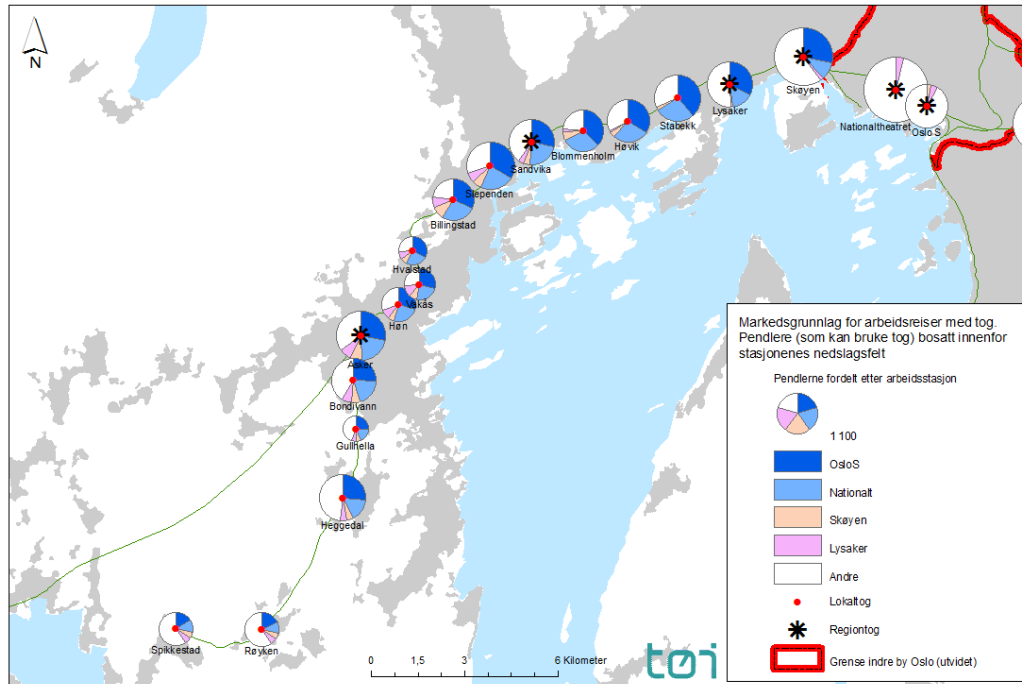 N
Skøyen
Nationaltheatret
Oslo S
Lysaker
Stabekk
Høvik
Blommenholm
Sandvika
Slependen
Billingstad
Hvalstad
Vakås
Høn
Asker
Bondivann
Gullhella
Heggedal
Spikkestad
Røyken
Markedsgrunnlag for arbeidsreiser med tog.
Pendlere (som kan bruke tog) bosatt innenfor
stasjonenes nedslagsfelt
Pendlerne fordelt etter arbeidsstasjon
1 100
OsloS
Nationalt
Skøyen
Lysaker
Andre
Lokaltog
Regiontog
Grense indre by Oslo (utvidet)
0 1,5 3 6 Kilometer
tøi